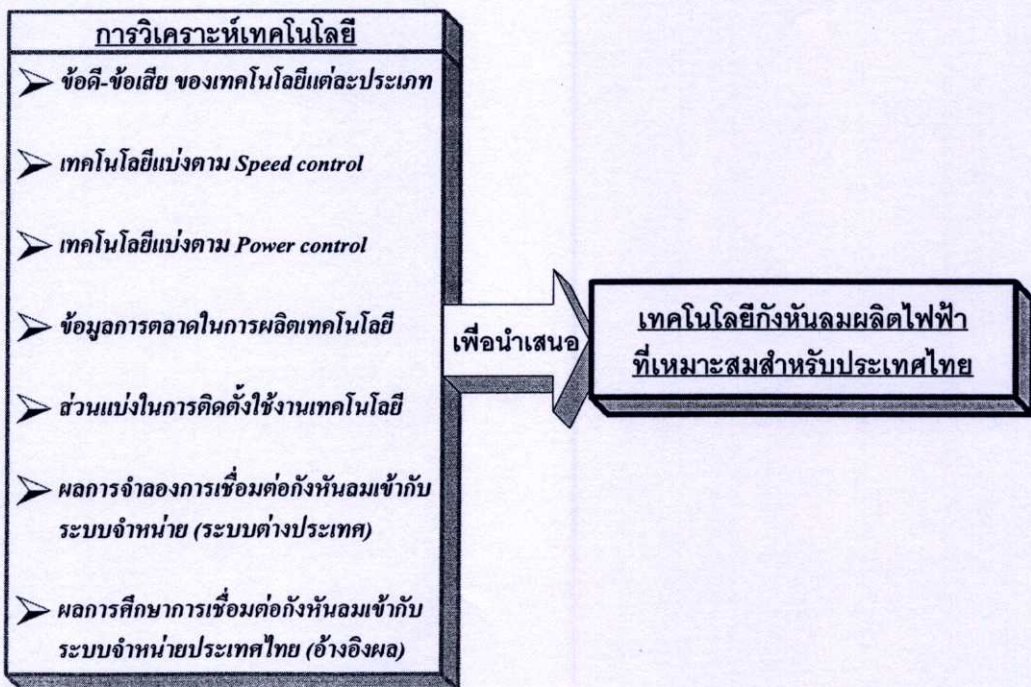 การวิเคราะห์เทคโนโลยี
ข้อดี-ข้อเสีย ของเทคโนโลยีแต่ละประเภท
เทคโนโลยีแบ่งตาม Speed control
เทคโนโลยีแบ่งตาม Power control
ข้อมูลการตลาดในการผลิตเทคโนโลยี
ส่วนแบ่งในการติดตั้งใช้งานเทคโนโลยี
ผลการจำลองการเชื่อมต่อกังหันลมเข้ากับ
ระบบจำหน่าย (ระบบต่างประเทศ)
ผลการศึกษาการเชื่อมต่อกังหันลมเข้ากับ
ระบบจำหน่ายประเทศไทย (อ้างอิงผล)
เพื่อนำเสนอ
เทคโนโลยีกังหันลมผลิตไฟฟ้า
ที่เหมาะสมสำหรับประเทศไทย